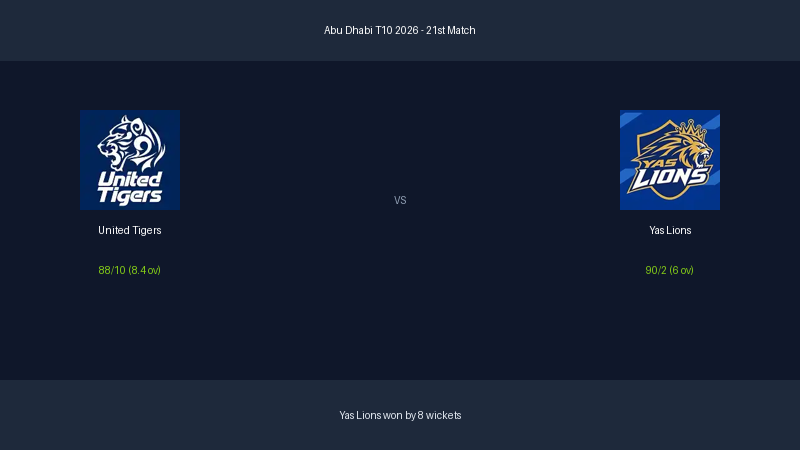 Abu Dhabi T10 2026 - 21st Match
United
Tigers
YAS
LIONS
VS
United Tigers
Yas Lions
88/10 (8.4 ov)
90/2 (6 ov)
Yas Lions won by 8 wickets